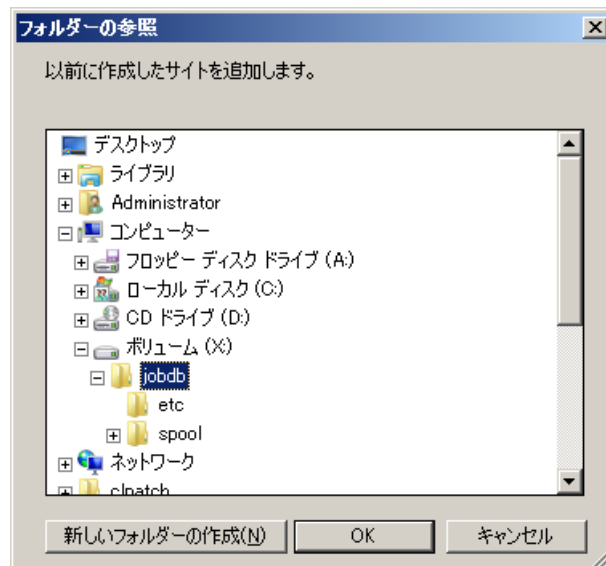 フォルダーの参照
以前に作成したサイトを追加します。
デスクトップ
ライブラリ
Administrator
コンピューター
フロッピー ディスク ドライブ (A:)
ローカル ディスク (C:)
CD ドライブ (D:)
ボリューム (X:)
jobdb
etc
spool
ネットワーク
clpatch
新しいフォルダーの作成(N) OK キャンセル